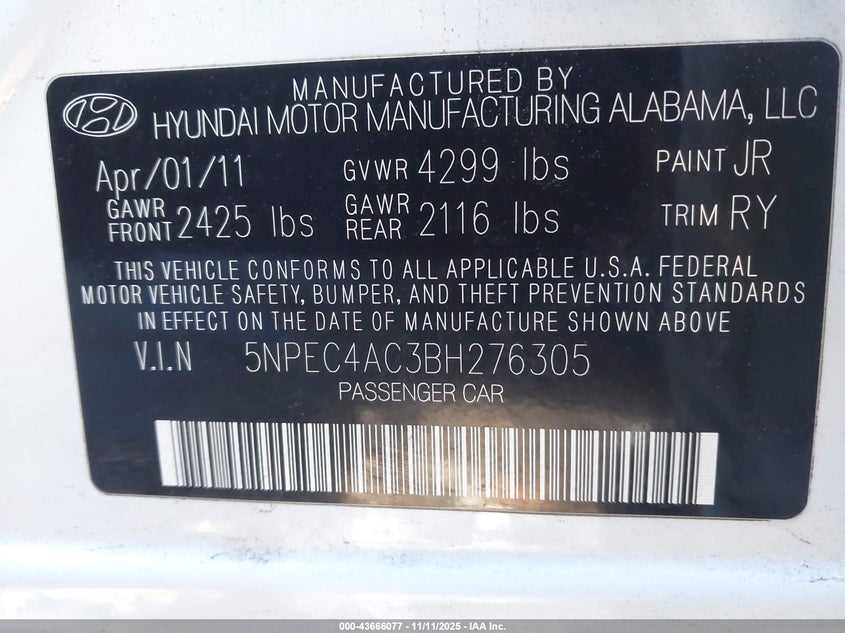 MANUFACTURED BY
HYUNDAI MOTOR MANUFACTURING ALABAMA, LLC
Apr/01/11 GVWR 4299 lbs PAINT JR
GAWR FRONT 2425 lbs GAWR REAR 2116 lbs TRIM RY
THIS VEHICLE CONFORMS TO ALL APPLICABLE U.S.A. FEDERAL
MOTOR VEHICLE SAFETY, BUMPER, AND THEFT PREVENTION STANDARDS
IN EFFECT ON THE DATE OF MANUFACTURE SHOWN ABOVE
V.I.N 5NPEC4AC3BH276305
PASSENGER CAR
000-43666077 - 11/11/2025 - IAA Inc.